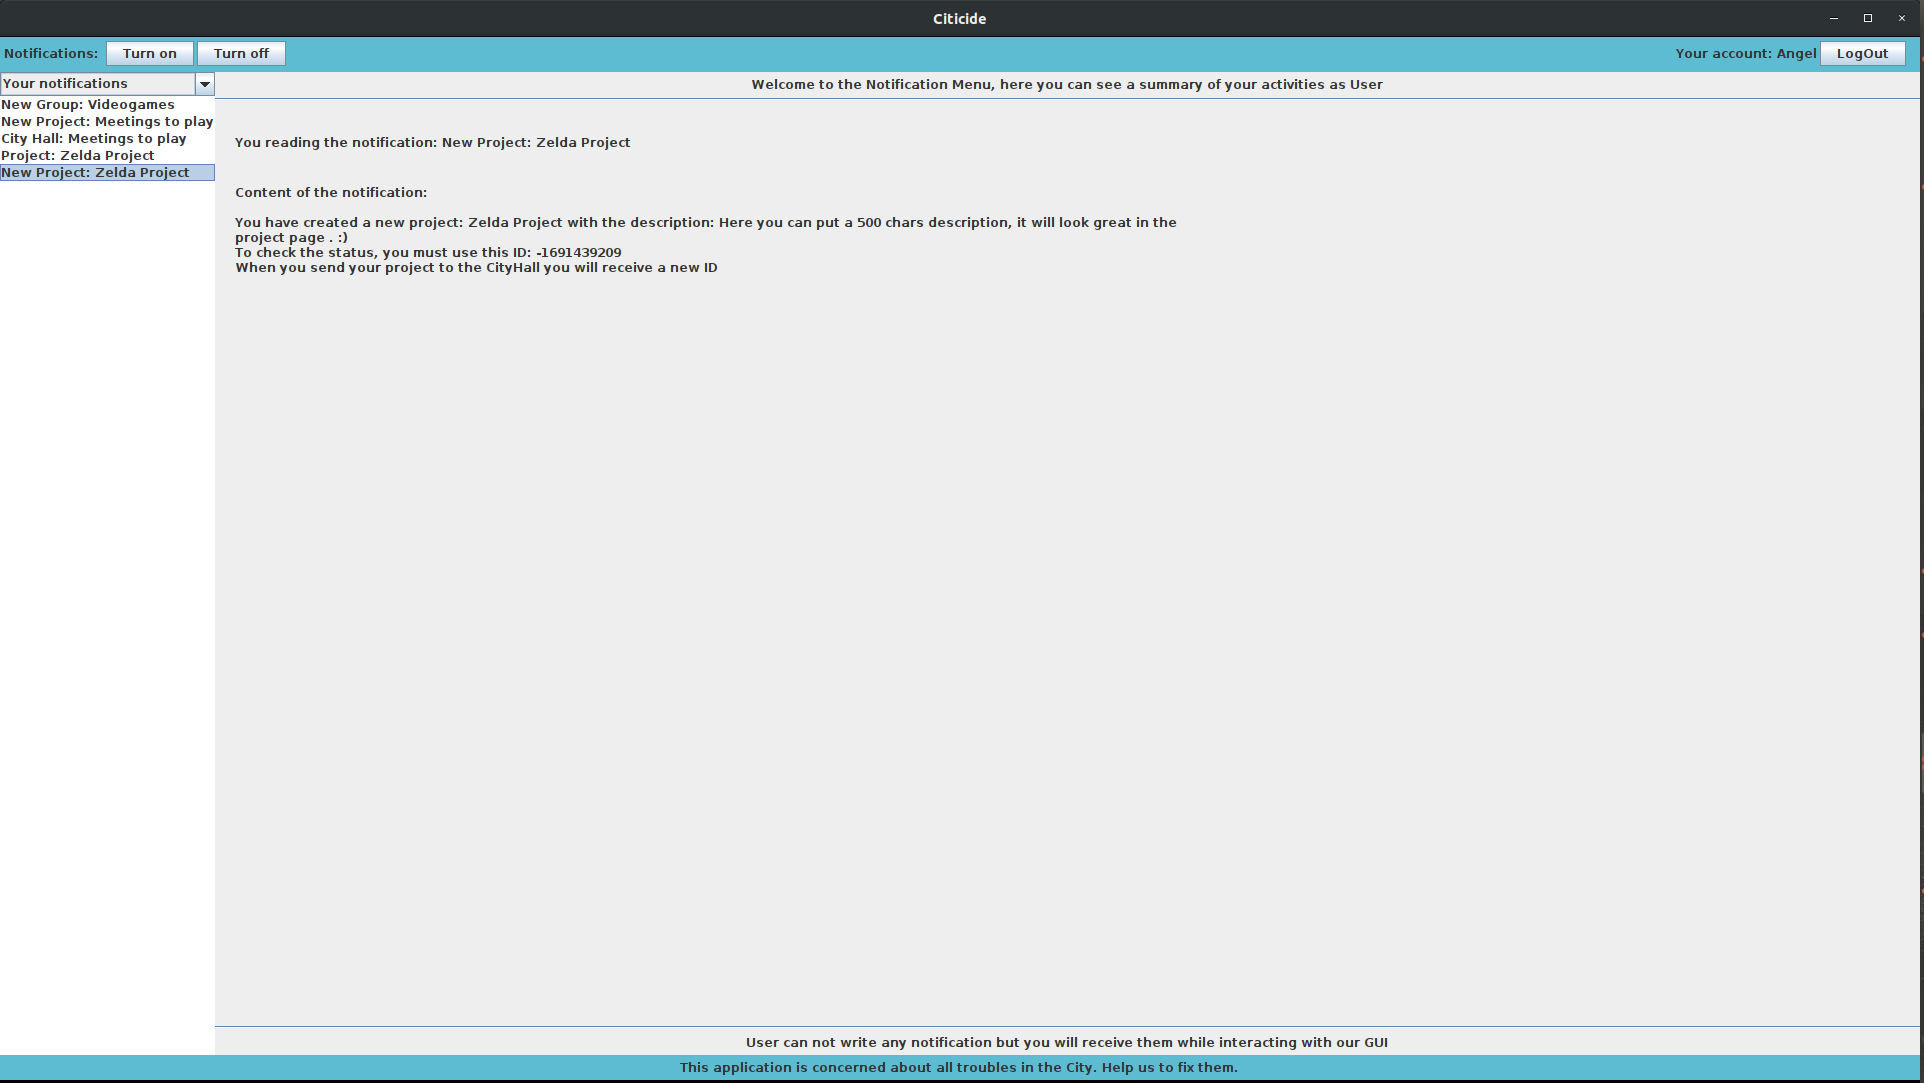 Citicide
Notifications: Turn on Turn off Your account: Angel LogOut
Your notifications
New Group: Videogames
New Project: Meetings to play
City Hall: Meetings to play
Project: Zelda Project
New Project: Zelda Project
Welcome to the Notification Menu, here you can see a summary of your activities as User
You reading the notification: New Project: Zelda Project
Content of the notification:
You have created a new project: Zelda Project with the description: Here you can put a 500 chars description, it will look great in the
project page . :)
To check the status, you must use this ID: -1691439209
When you send your project to the CityHall you will receive a new ID
User can not write any notification but you will receive them while interacting with our GUI
This application is concerned about all troubles in the City. Help us to fix them.